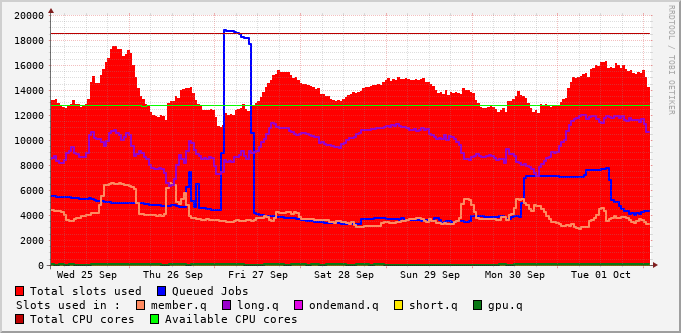 RRDTOOL / TOBI OETIKER
20000
18000
16000
14000
12000
10000
8000
6000
4000
2000
0
Wed 25 Sep Thu 26 Sep Fri 27 Sep Sat 28 Sep Sun 29 Sep Mon 30 Sep Tue 01 Oct
Total slots used Queued Jobs
Slots used in : member.q long.q ondemand.q short.q gpu.q
Total CPU cores Available CPU cores